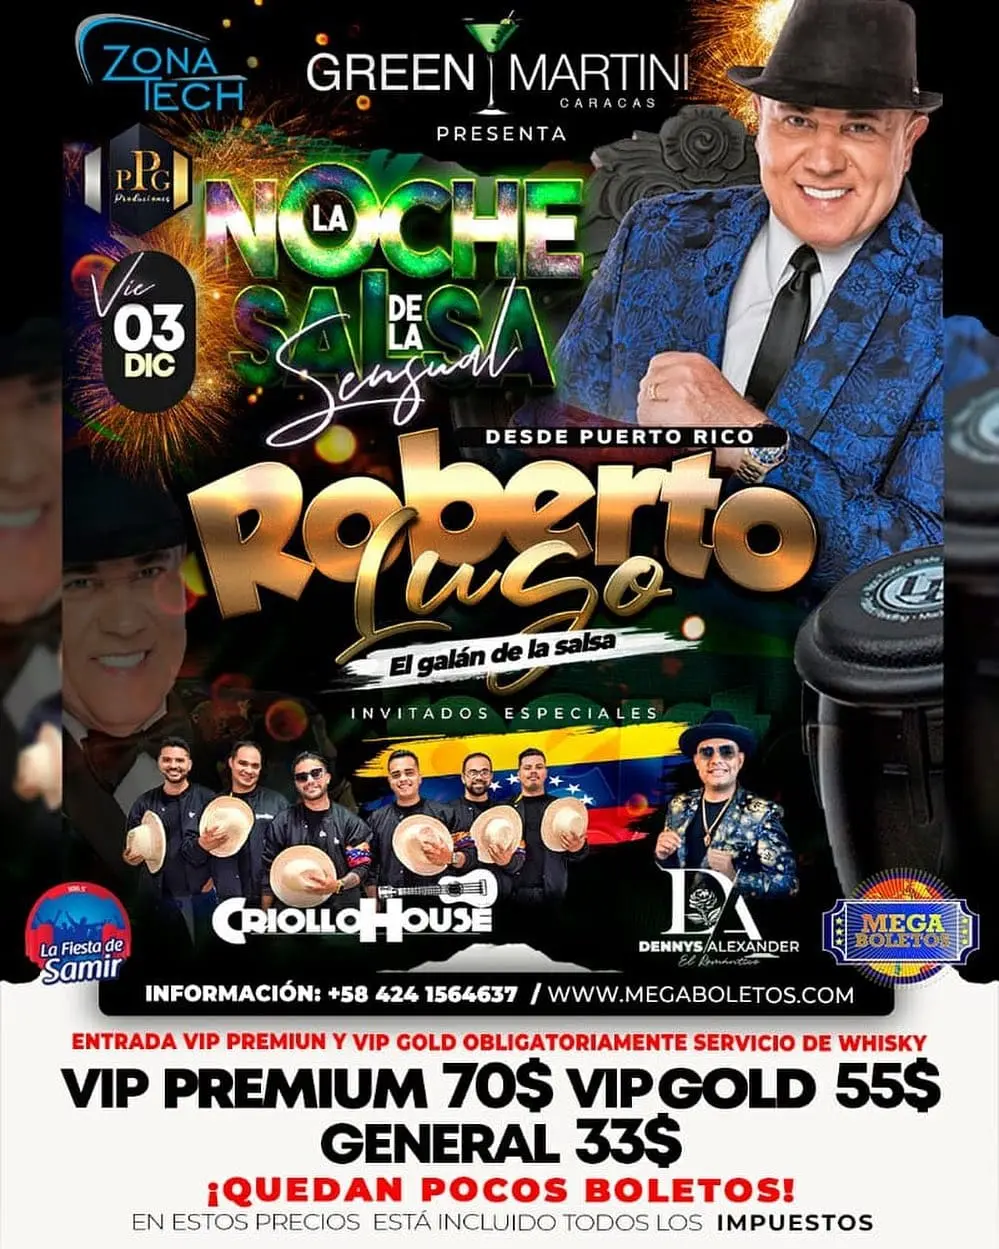 ZONA TECH
GREEN MARTINI
CARACAS
PRESENTA
PPG
Producciones
LA NOCHE
DE LA SALSA
Sensual
Vie
03
DIC
DESDE PUERTO RICO
Roberto
Lugo
El galán de la salsa
INVITADOS ESPECIALES
CRIOLLO HOUSE
DA
DENNYS ALEXANDER
El Romántico
La Fiesta de
Samir
MEGA
BOLETOS
INFORMACIÓN: +58 424 1564637 / WWW.MEGABOLETOS.COM
ENTRADA VIP PREMIUN Y VIP GOLD OBLIGATORIAMENTE SERVICIO DE WHISKY
VIP PREMIUM 70$ VIP GOLD 55$
GENERAL 33$
¡QUEDAN POCOS BOLETOS!
EN ESTOS PRECIOS ESTÁ INCLUIDO TODOS LOS IMPUESTOS